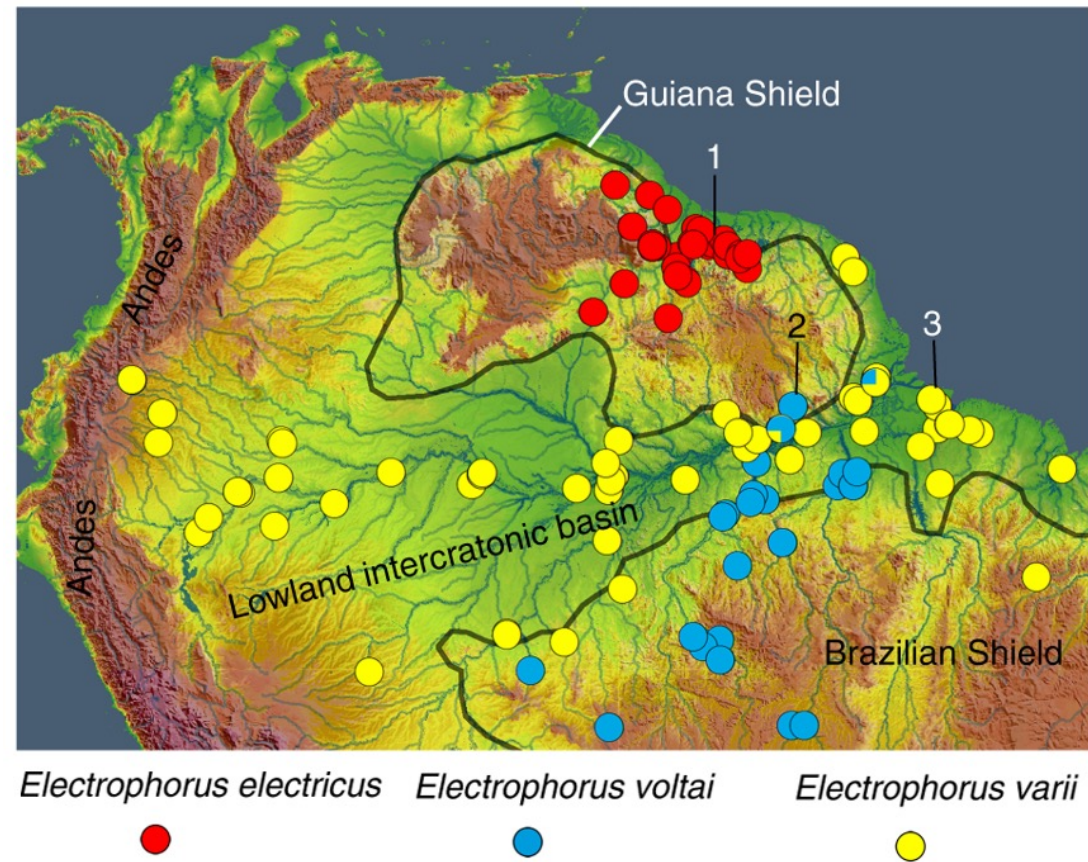 Guiana Shield
1
Andes
2
3
Andes
Lowland intercratonic basin
Brazilian Shield
Electrophorus electricus
Electrophorus voltai
Electrophorus varii